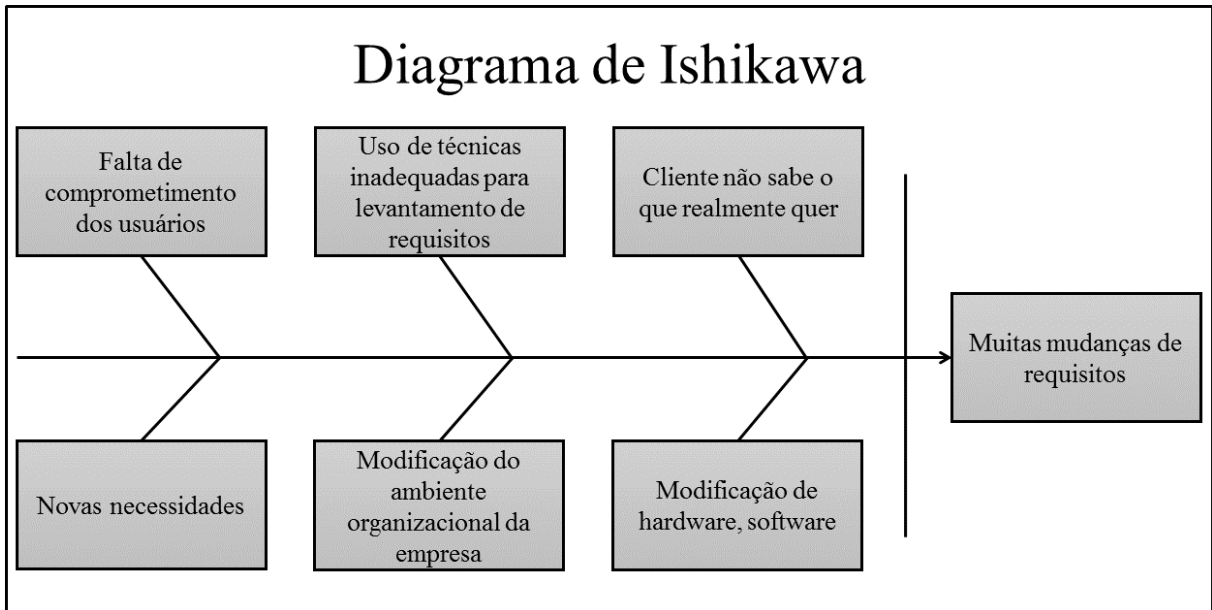 Diagrama de Ishikawa
Falta de
comprometimento
dos usuários
Uso de técnicas
inadequadas para
levantamento de
requisitos
Cliente não sabe o
que realmente quer
Muitas mudanças de
requisitos
Novas necessidades
Modificação do
ambiente
organizacional da
empresa
Modificação de
hardware, software